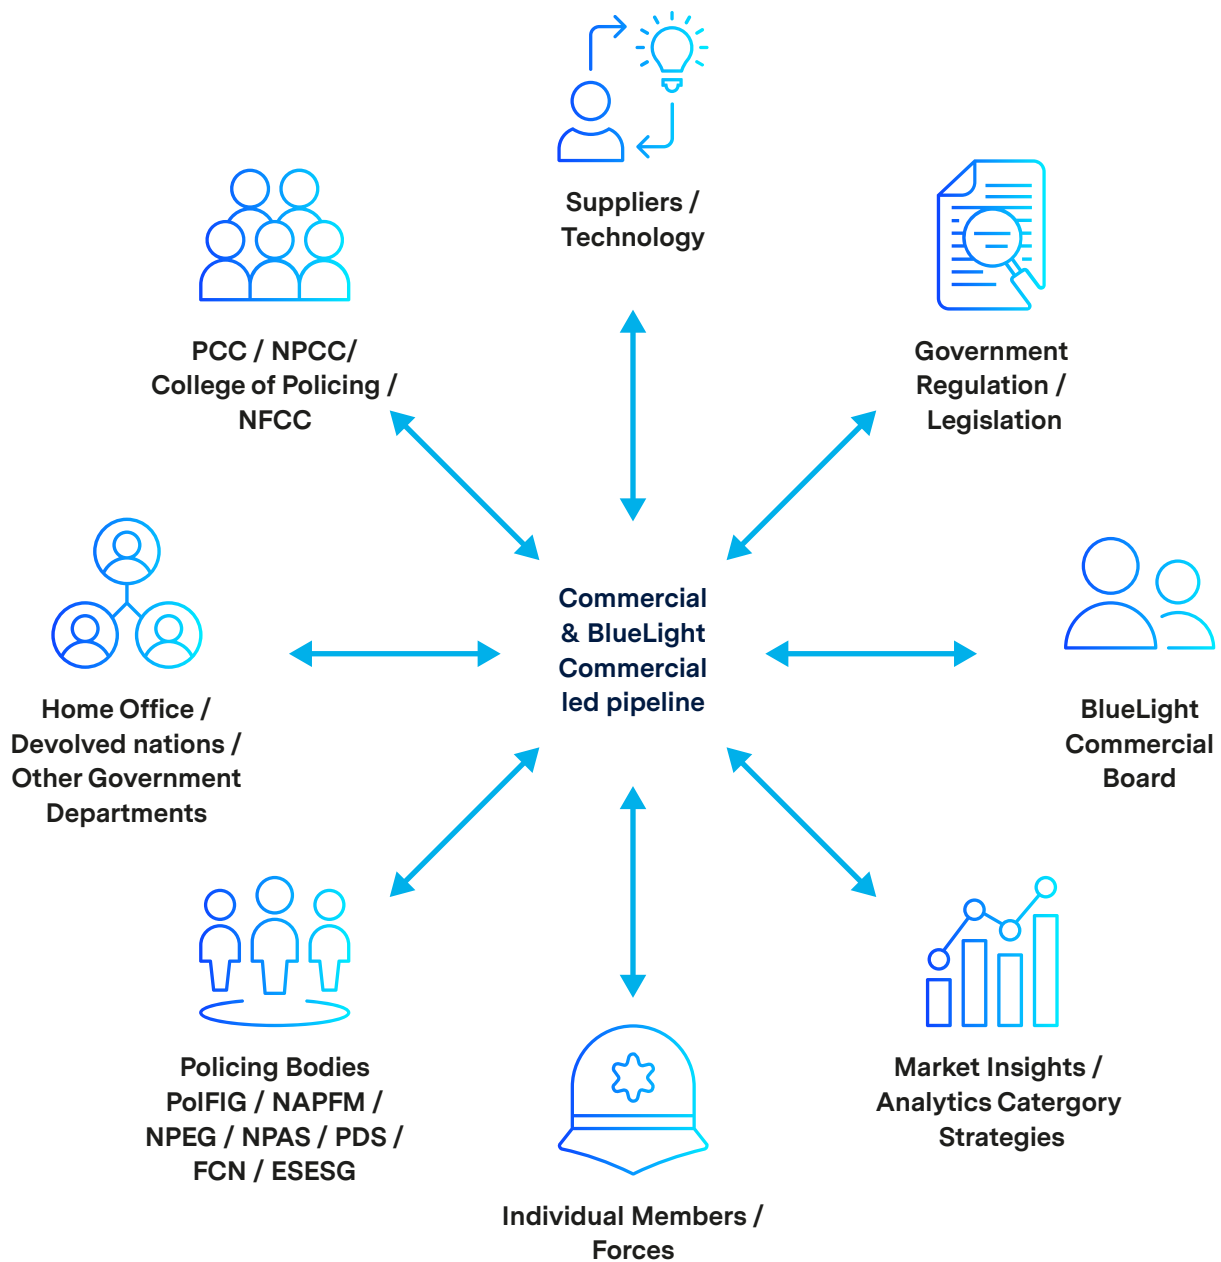 Suppliers /
Technology
PCC / NPCC/
College of Policing /
NFCC
Government
Regulation /
Legislation
Commercial
& BlueLight
Commercial
led pipeline
Home Office /
Devolved nations /
Other Government
Departments
BlueLight
Commercial
Board
Policing Bodies
PolFIG / NAPFM /
NPEG / NPAS / PDS /
FCN / ESESG
Market Insights /
Analytics Catergory
Strategies
Individual Members /
Forces